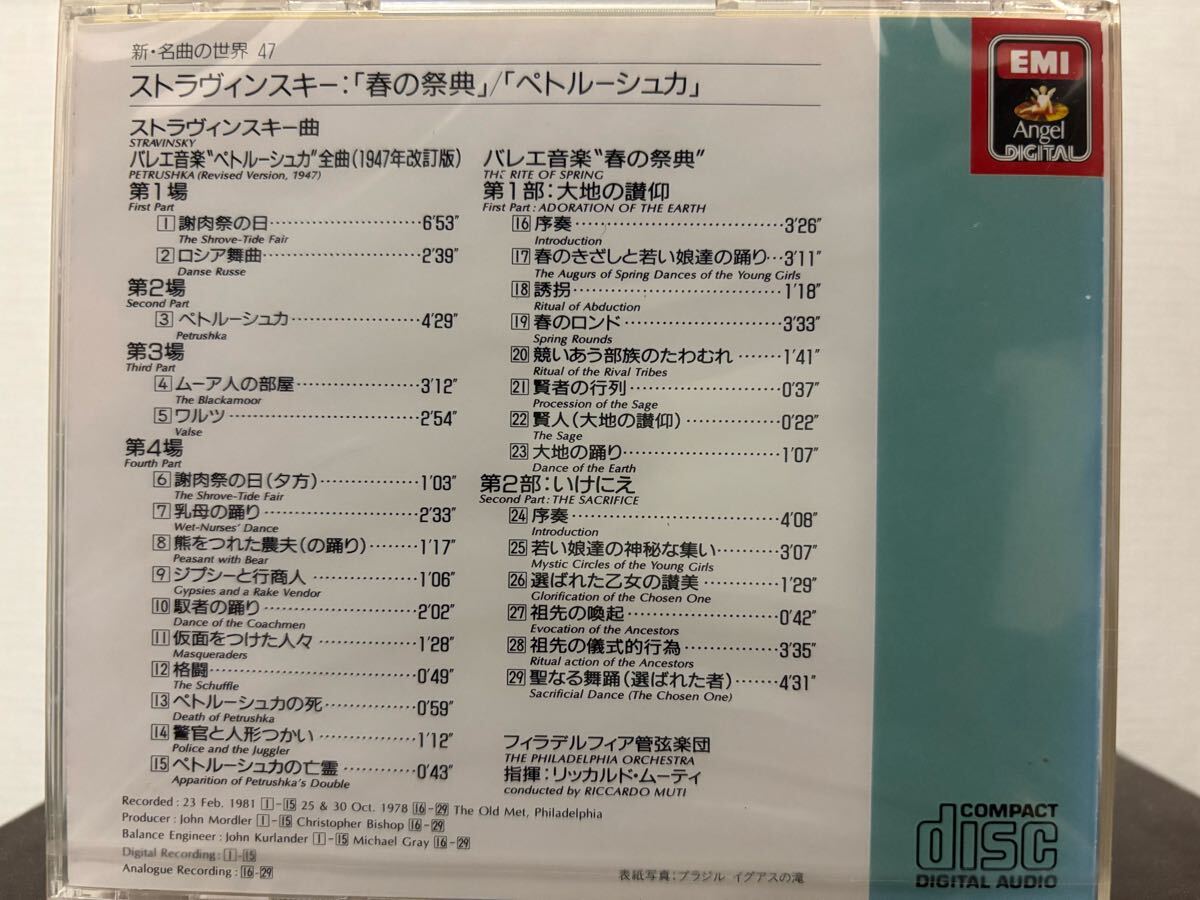 新・名曲の世界 47
ストラヴィンスキー:「春の祭典」/「ペトルーシュカ」
ストラヴィンスキー曲
STRAVINSKY
バレエ音楽“ペトルーシュカ”全曲(1947年改訂版)
PETRUSHKA (Revised Version, 1947)
第1場
First Part
1 謝肉祭の日 6′53″
The Shrove-Tide Fair
2 ロシア舞曲 2′39″
Danse Russe
第2場
Second Part
3 ペトルーシュカ 4′29″
Petrushka
第3場
Third Part
4 ムーア人の部屋 3′12″
The Blackamoor
5 ワルツ 2′54″
Valse
第4場
Fourth Part
6 謝肉祭の日(夕方) 1′03″
The Shrove-Tide Fair
7 乳母の踊り 2′33″
Wet-Nurses' Dance
8 熊をつれた農夫(の踊り) 1′17″
Peasant with Bear
9 ジプシーと行商人 1′06″
Gypsies and a Rake Vendor
10 馭者の踊り 2′02″
Dance of the Coachmen
11 仮面をつけた人々 1′28″
Masqueraders
12 格闘 0′49″
The Schuffle
13 ペトルーシュカの死 0′59″
Death of Petrushka
14 警官と人形つかい 1′12″
Police and the Juggler
15 ペトルーシュカの亡霊 0′43″
Apparition of Petrushka's Double
バレエ音楽“春の祭典”
THE RITE OF SPRING
第1部:大地の讃仰
First Part : ADORATION OF THE EARTH
16 序奏 3′26″
Introduction
17 春のきざしと若い娘達の踊り 3′11″
The Augurs of Spring Dances of the Young Girls
18 誘拐 1′18″
Ritual of Abduction
19 春のロンド 3′33″
Spring Rounds
20 競いあう部族のたわむれ 1′41″
Ritual of the Rival Tribes
21 賢者の行列 0′37″
Procession of the Sage
22 賢人(大地の讃仰) 0′22″
The Sage
23 大地の踊り 1′07″
Dance of the Earth
第2部:いけにえ
Second Part : THE SACRIFICE
24 序奏 4′08″
Introduction
25 若い娘達の神秘な集い 3′07″
Mystic Circles of the Young Girls
26 選ばれた乙女の讃美 1′29″
Glorification of the Chosen One
27 祖先の喚起 0′42″
Evocation of the Ancestors
28 祖先の儀式的行為 3′35″
Ritual action of the Ancestors
29 聖なる舞踊(選ばれた者) 4′31″
Sacrificial Dance (The Chosen One)
フィラデルフィア管弦楽団
THE PHILADELPHIA ORCHESTRA
指揮:リッカルド・ムーティ
conducted by RICCARDO MUTI
Recorded : 23 Feb. 1981 1-15 25 & 30 Oct. 1978 16-29 The Old Met, Philadelphia
Producer : John Mordler 1-15 Christopher Bishop 16-29
Balance Engineer : John Kurlander 1-15 Michael Gray 16-29
Digital Recording : 1-15
Analogue Recording : 16-29
表紙写真:ブラジル イグアスの滝
EMI
Angel
DIGITAL
COMPACT
disc
DIGITAL AUDIO